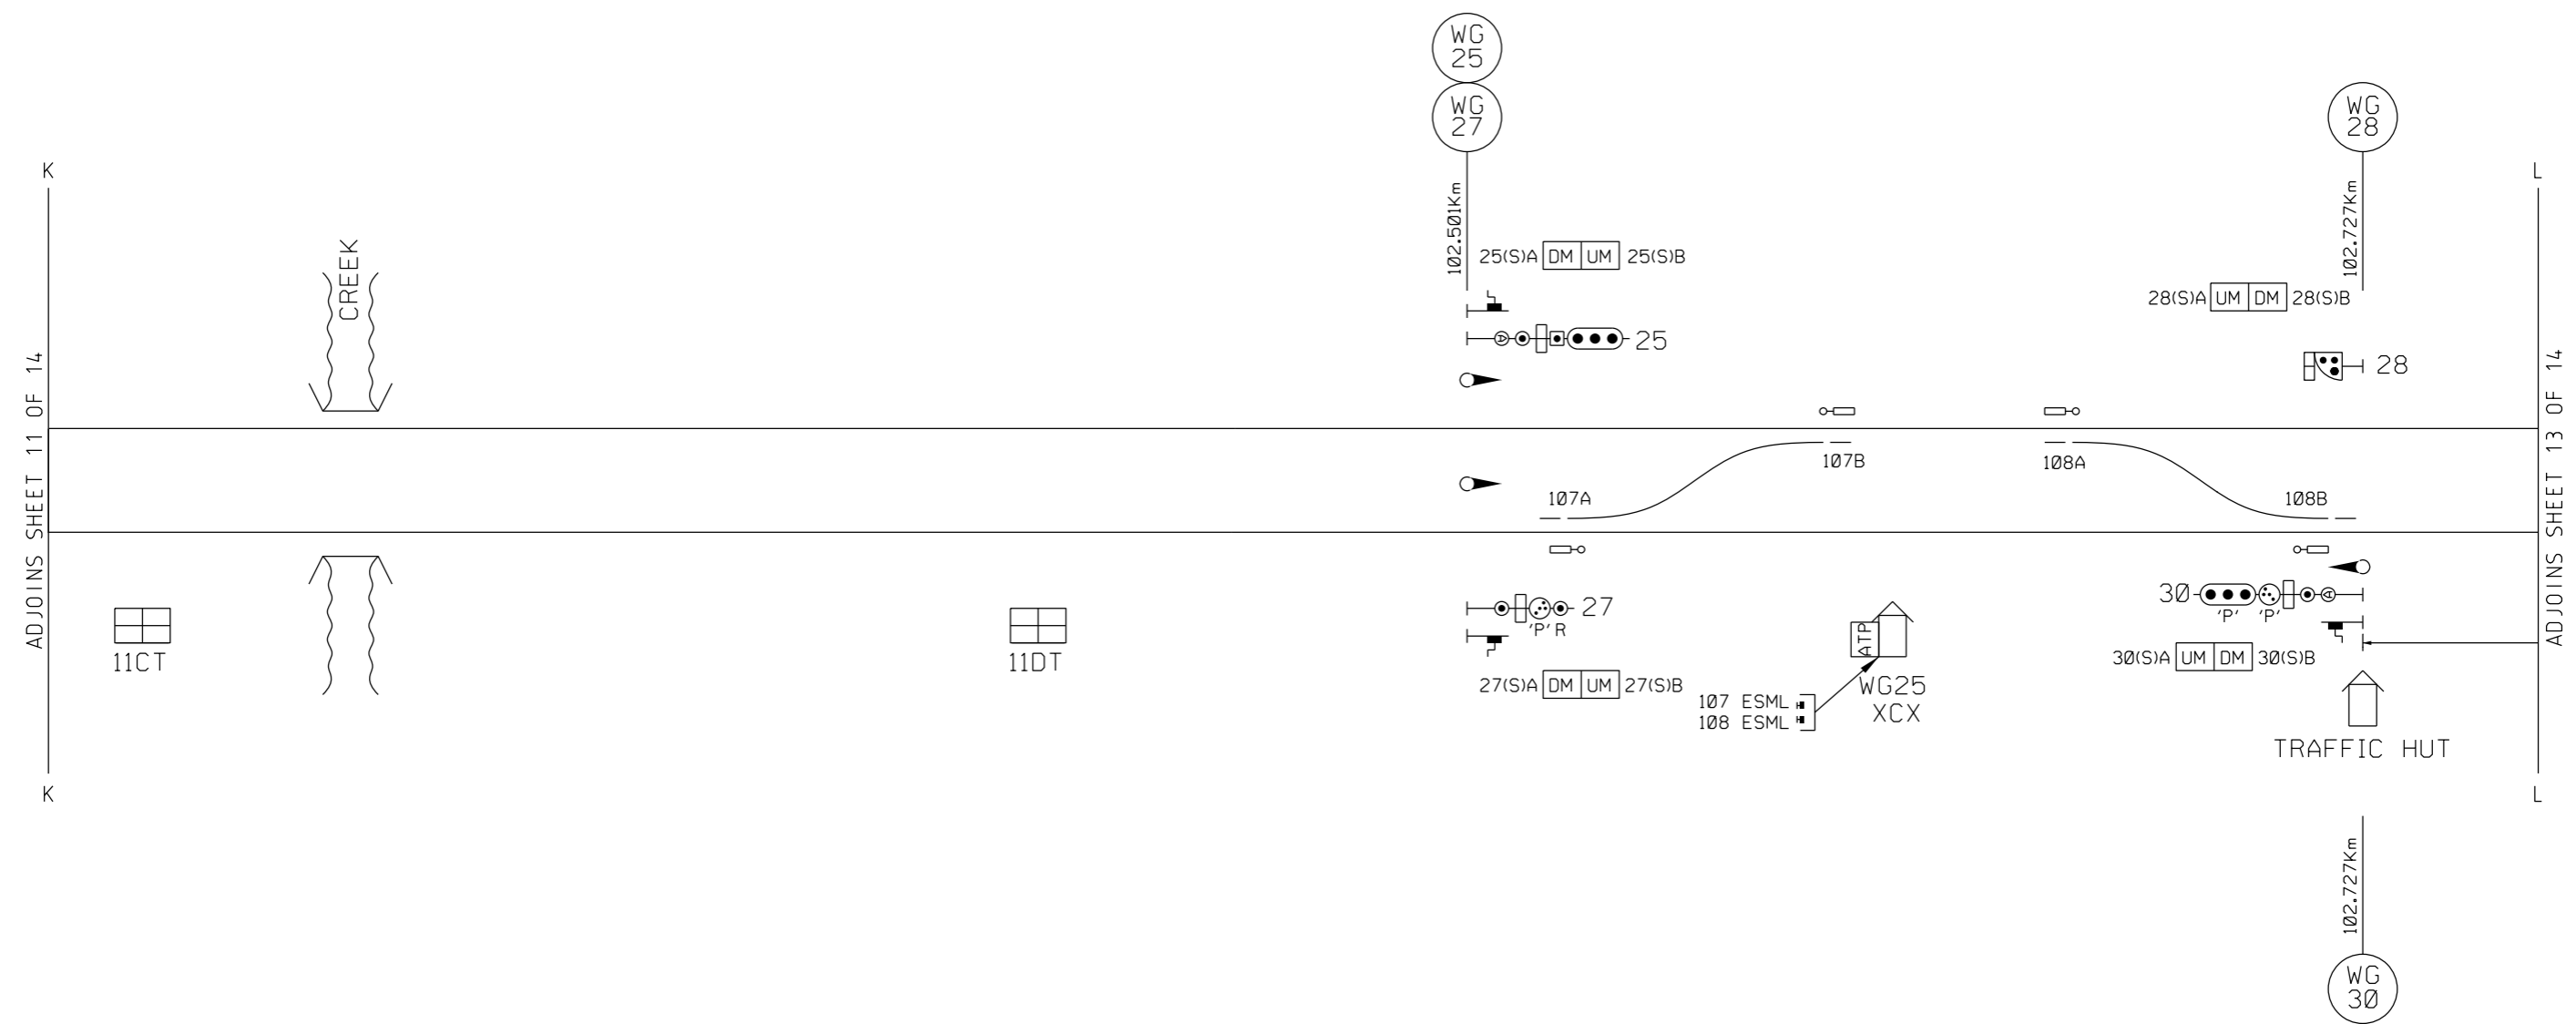 WG
25
WG
27
WG
28
K
L
102.501Km
102.727Km
CREEK
25(S)A DM UM 25(S)B
28(S)A UM DM 28(S)B
25
28
ADJOINS SHEET 11 OF 14
ADJOINS SHEET 13 OF 14
107B
108A
107A
108B
11CT
11DT
27
'P' R
30
'P' 'P'
A
A
ATP
27(S)A DM UM 27(S)B
30(S)A UM DM 30(S)B
WG25
XCX
107 ESML
108 ESML
TRAFFIC HUT
K
L
102.727Km
WG
30